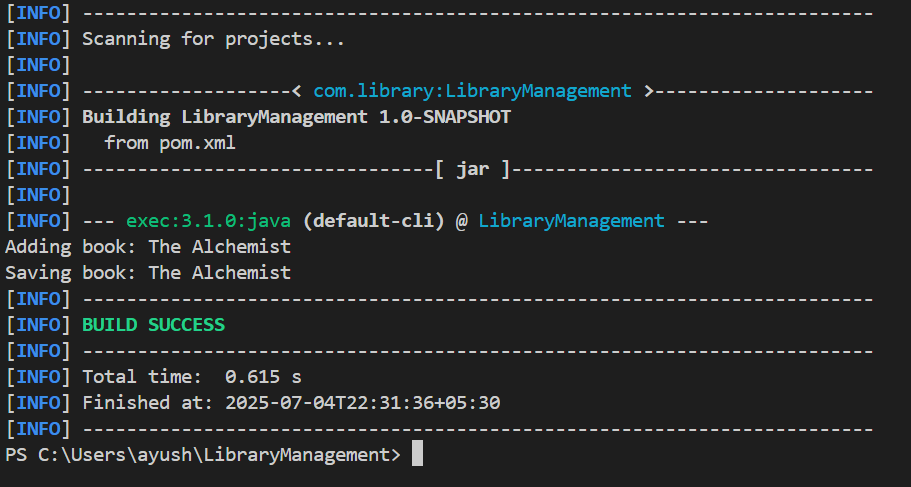 [INFO] ------------------------------------------------------------------------
[INFO] Scanning for projects...
[INFO]
[INFO] -------------------< com.library:LibraryManagement >--------------------
[INFO] Building LibraryManagement 1.0-SNAPSHOT
[INFO]   from pom.xml
[INFO] --------------------------------[ jar ]---------------------------------
[INFO]
[INFO] --- exec:3.1.0:java (default-cli) @ LibraryManagement ---
Adding book: The Alchemist
Saving book: The Alchemist
[INFO] ------------------------------------------------------------------------
[INFO] BUILD SUCCESS
[INFO] ------------------------------------------------------------------------
[INFO] Total time:  0.615 s
[INFO] Finished at: 2025-07-04T22:31:36+05:30
[INFO] ------------------------------------------------------------------------
PS C:\Users\ayush\LibraryManagement>